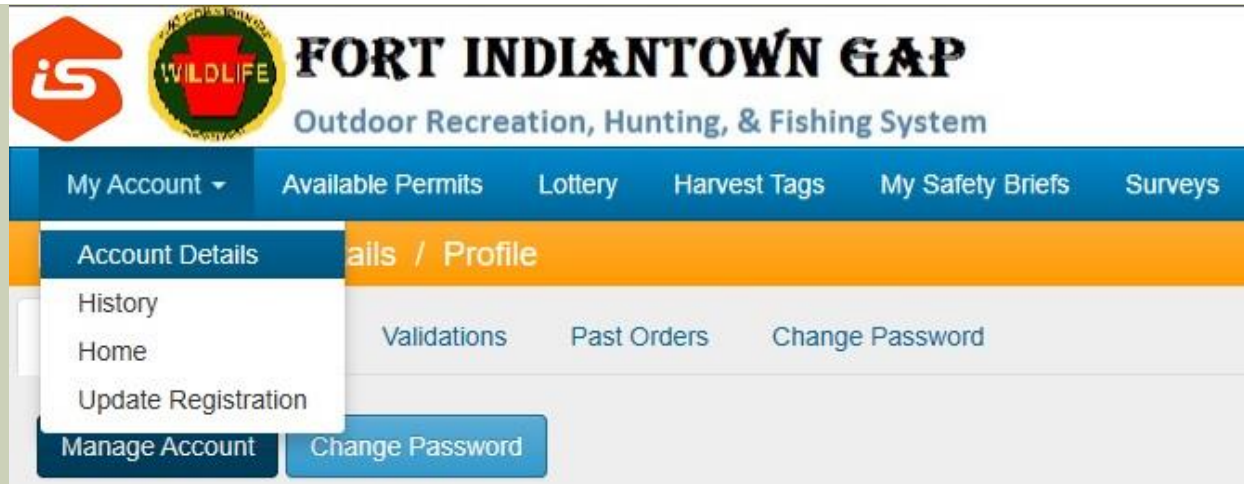 iS
WILDLIFE
FORT INDIANTOWN GAP
Outdoor Recreation, Hunting, & Fishing System
My Account Available Permits Lottery Harvest Tags My Safety Briefs Surveys
Account Details
ails / Profile
History
Validations Past Orders Change Password
Home
Update Registration
Manage Account Change Password